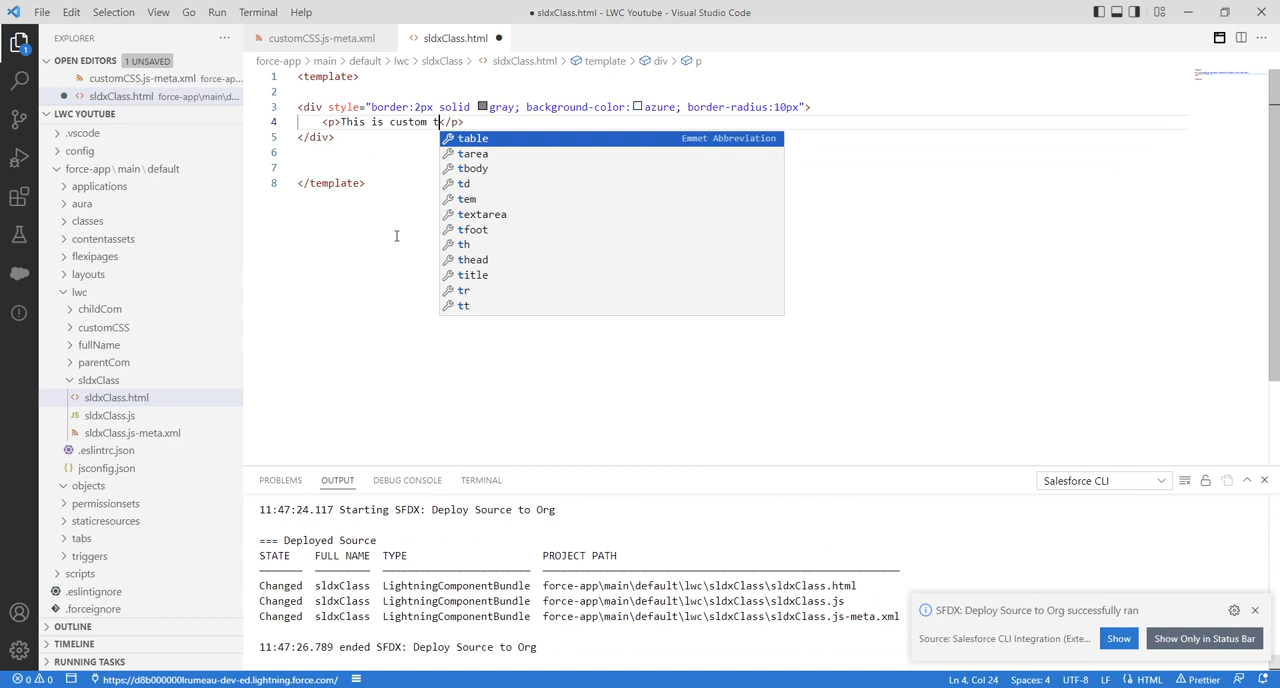 File Edit Selection View Go Run Terminal Help
● sldxClass.html - LWC Youtube - Visual Studio Code
EXPLORER
OPEN EDITORS 1 UNSAVED
customCSS.js-meta.xml force-ap...
● sldxClass.html force-app\main\d...
LWC YOUTUBE
.vscode
config
force-app\main\default
applications
aura
classes
contentassets
flexipages
layouts
lwc
childCom
customCSS
fullName
parentCom
sldxClass
sldxClass.html
sldxClass.js
sldxClass.js-meta.xml
.eslintrc.json
jsconfig.json
objects
permissionsets
staticresources
tabs
triggers
scripts
.eslintignore
.forceignore
OUTLINE
TIMELINE
RUNNING TASKS
customCSS.js-meta.xml sldxClass.html ●
force-app > main > default > lwc > sldxClass > sldxClass.html > template > div > p
1 <template>
2
3 <div style="border:2px solid gray; background-color:azure; border-radius:10px">
4 <p>This is custom t</p>
5 </div>
6
7
8 </template>
table Emmet Abbreviation
tarea
tbody
td
tem
textarea
tfoot
th
thead
title
tr
tt
PROBLEMS OUTPUT DEBUG CONSOLE TERMINAL Salesforce CLI
11:47:24.117 Starting SFDX: Deploy Source to Org
=== Deployed Source
STATE FULL NAME TYPE PROJECT PATH
Changed sldxClass LightningComponentBundle force-app\main\default\lwc\sldxClass\sldxClass.html
Changed sldxClass LightningComponentBundle force-app\main\default\lwc\sldxClass\sldxClass.js
Changed sldxClass LightningComponentBundle force-app\main\default\lwc\sldxClass\sldxClass.js-meta.xml
11:47:26.789 ended SFDX: Deploy Source to Org
SFDX: Deploy Source to Org successfully ran
Source: Salesforce CLI Integration (Exte... Show Show Only in Status Bar
0 0 https://d8b000000lrumeau-dev-ed.lightning.force.com/ Ln 4, Col 24 Spaces: 4 UTF-8 LF HTML Prettier